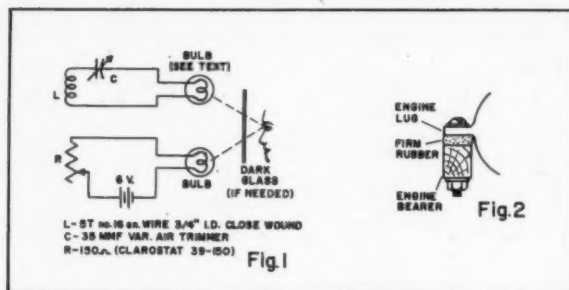 BULB
(SEE TEXT)
C
L
R
6 V.
BULB
DARK
GLASS
(IF NEEDED)
L-5T no.16 en. WIRE 3/4" I.D. CLOSE WOUND
C-35 MMF VAR. AIR TRIMMER
R-150Ω (CLAROSTAT 39-150)
Fig.1
ENGINE
LUG
FIRM
RUBBER
ENGINE
BEARER
Fig.2